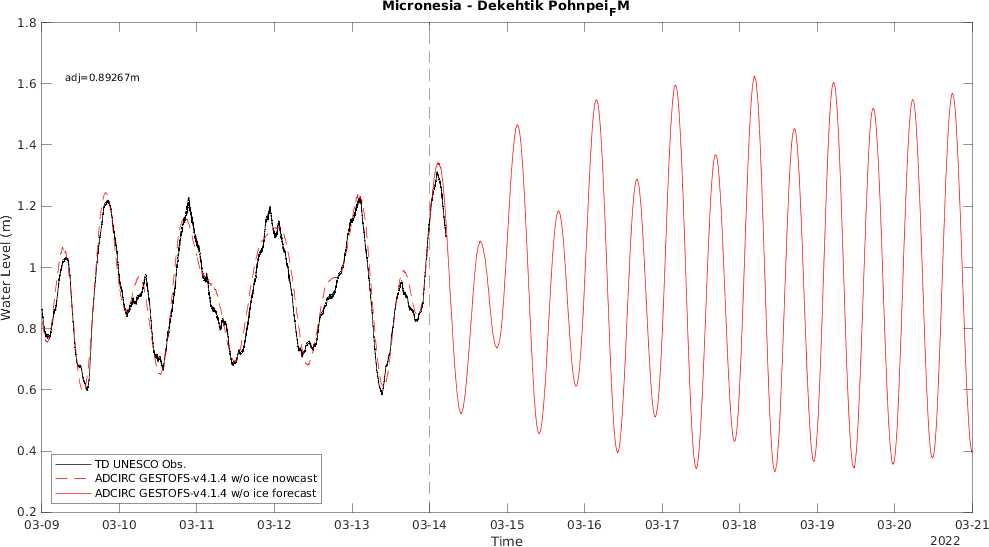 Micronesia - Dekehtik Pohnpei_FM
1.8
1.6
1.4
1.2
1
0.8
0.6
0.4
0.2
Water Level (m)
adj=0.89267m
TD UNESCO Obs.
ADCIRC GESTOFS-v4.1.4 w/o ice nowcast
ADCIRC GESTOFS-v4.1.4 w/o ice forecast
03-09 03-10 03-11 03-12 03-13 03-14 03-15 03-16 03-17 03-18 03-19 03-20 03-21
Time
2022